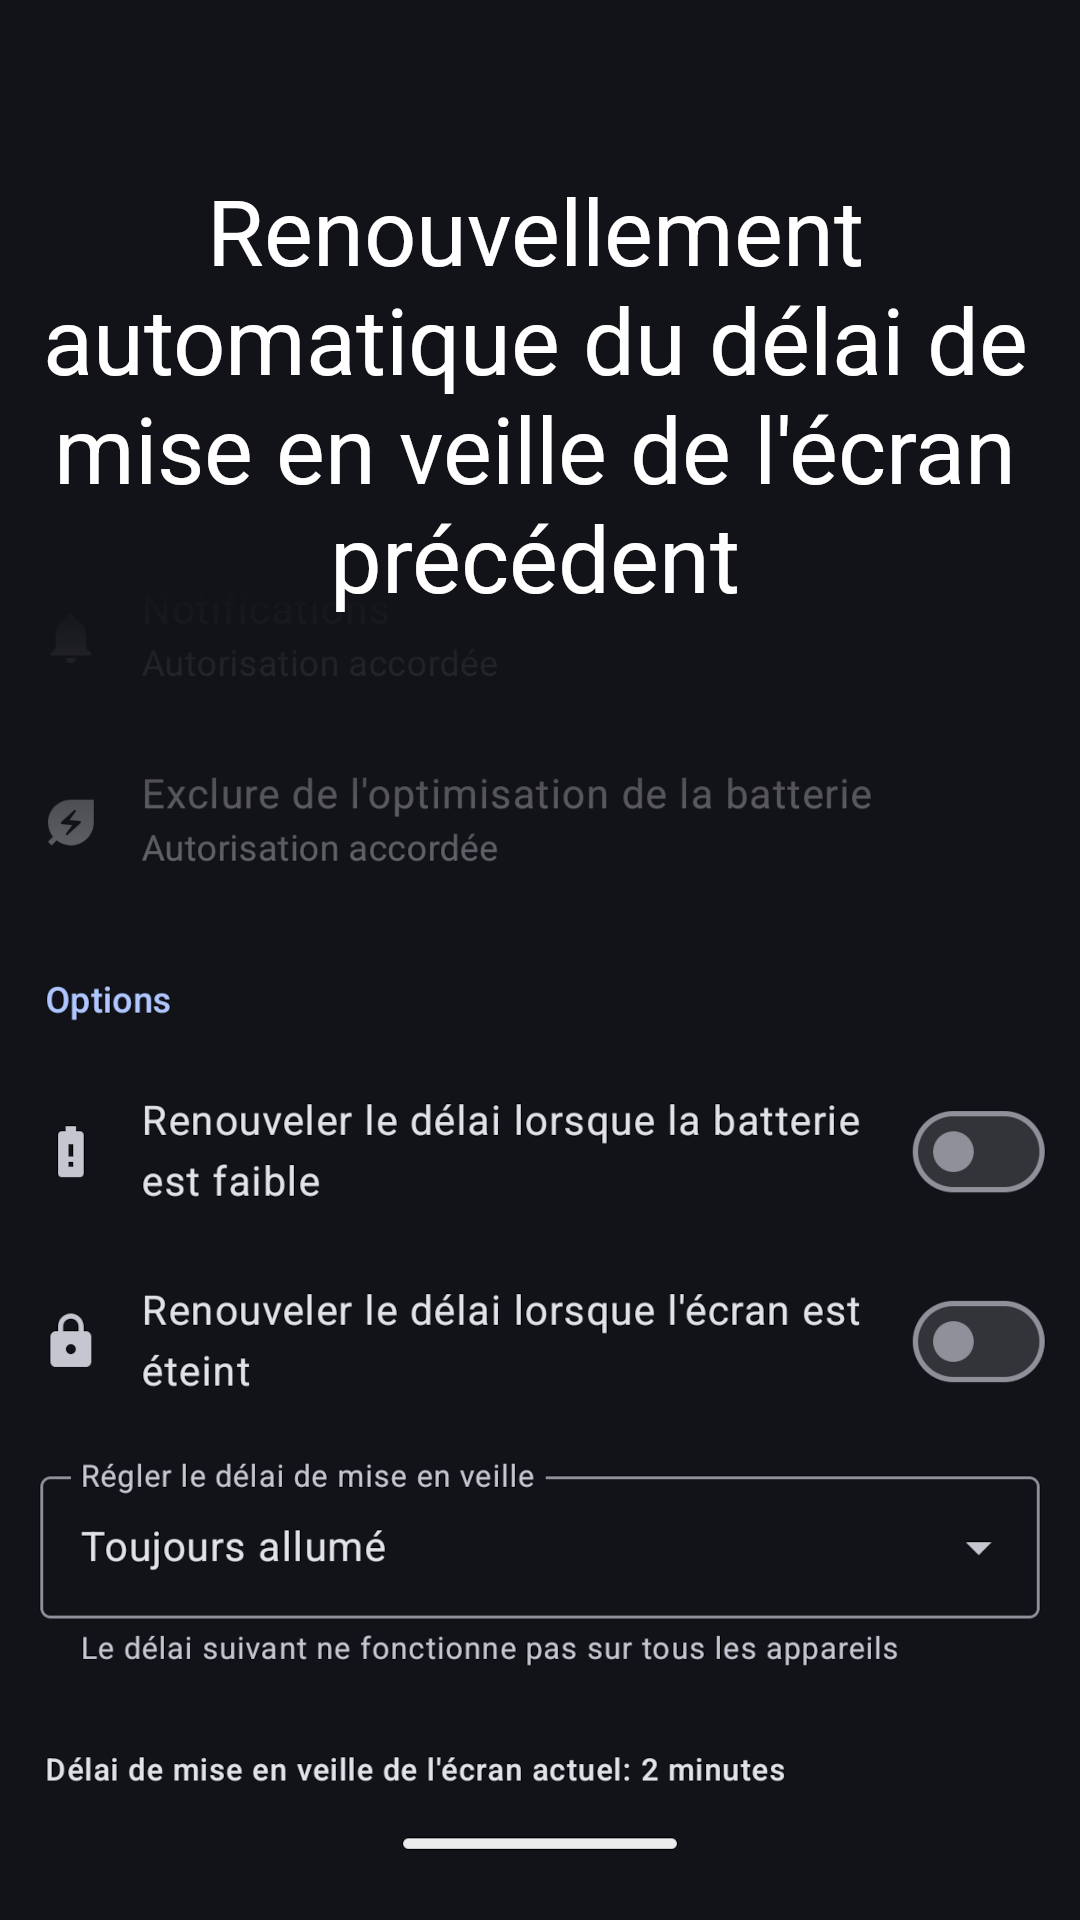 Renouvellement
automatique du délai de
mise en veille de l'écran
précédent
Notifications
Autorisation accordée
Exclure de l'optimisation de la batterie
Autorisation accordée
Options
Renouveler le délai lorsque la batterie
est faible
Renouveler le délai lorsque l'écran est
éteint
Régler le délai de mise en veille
Toujours allumé
Le délai suivant ne fonctionne pas sur tous les appareils
Délai de mise en veille de l'écran actuel: 2 minutes